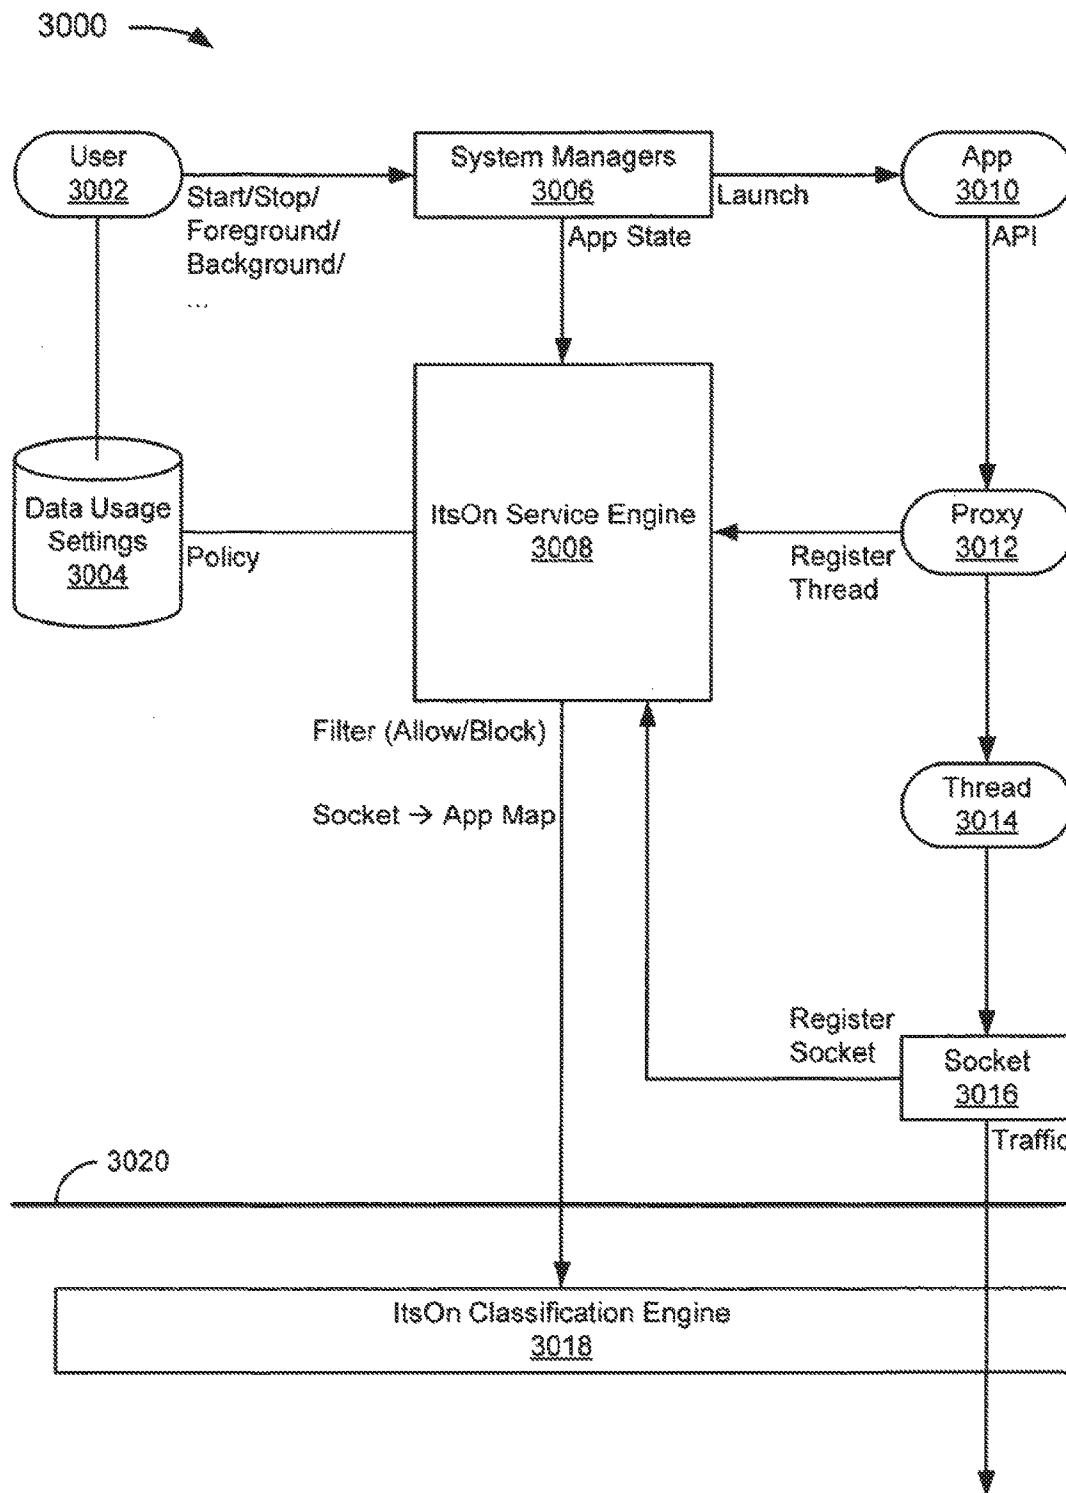 3000
User
3002
System Managers
3006
App
3010
Start/Stop/
Foreground/
Background/
...
Launch
App State
API
Data Usage
Settings
3004
Policy
ItsOn Service Engine
3008
Proxy
3012
Register
Thread
Filter (Allow/Block)
Socket → App Map
Thread
3014
Register
Socket
Socket
3016
Traffic
3020
ItsOn Classification Engine
3018